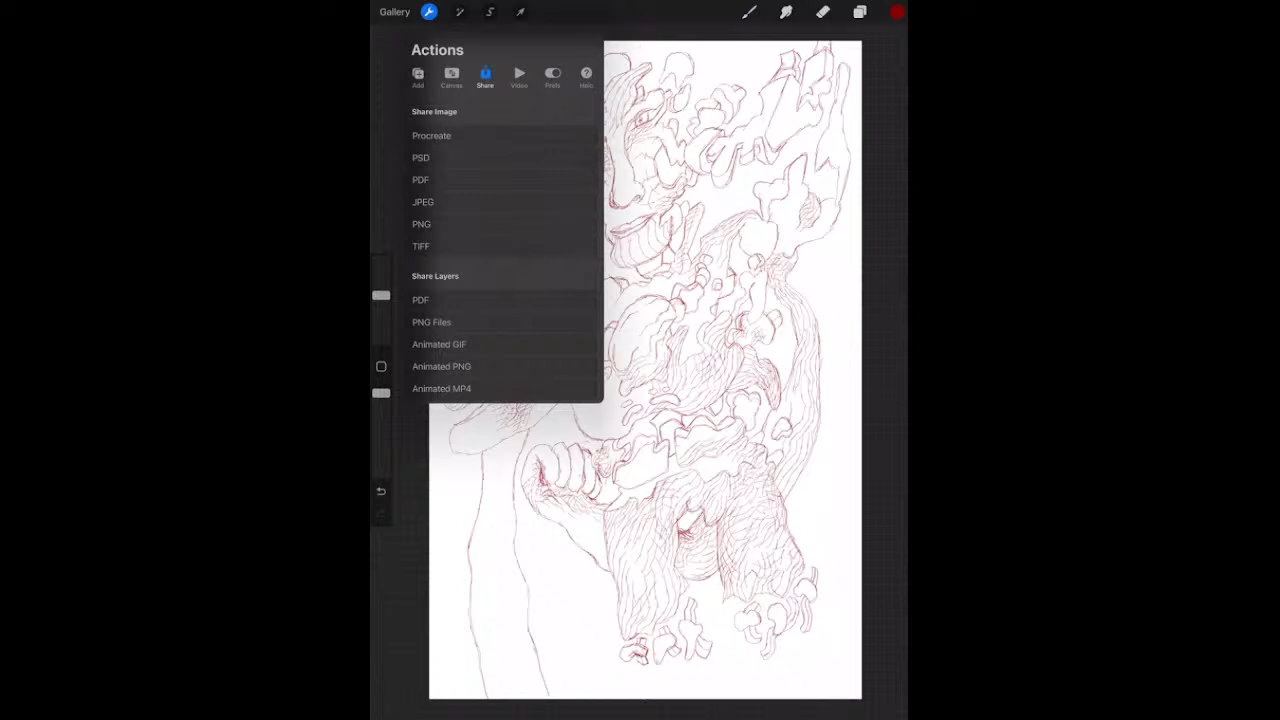 Gallery
Actions
Add Canvas Share Video Prefs Help
Share Image
Procreate
PSD
PDF
JPEG
PNG
TIFF
Share Layers
PDF
PNG Files
Animated GIF
Animated PNG
Animated MP4